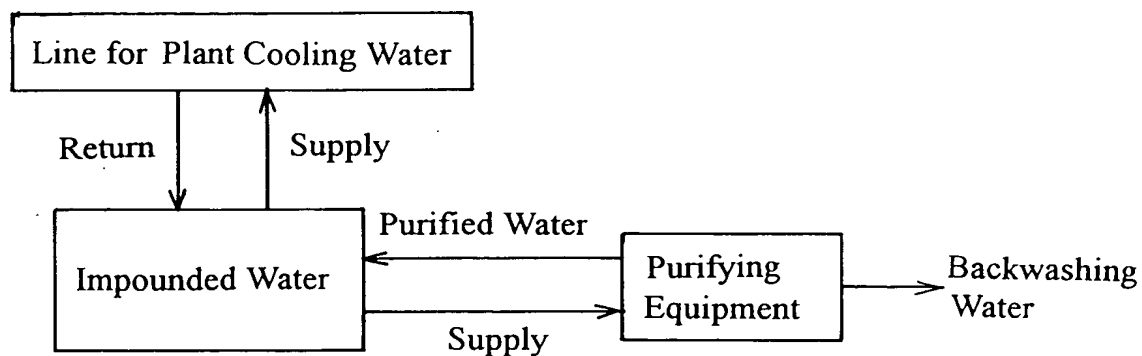 Line for Plant Cooling Water
Return
Supply
Purified Water
Impounded Water
Purifying
Equipment
Backwashing
Water
Supply